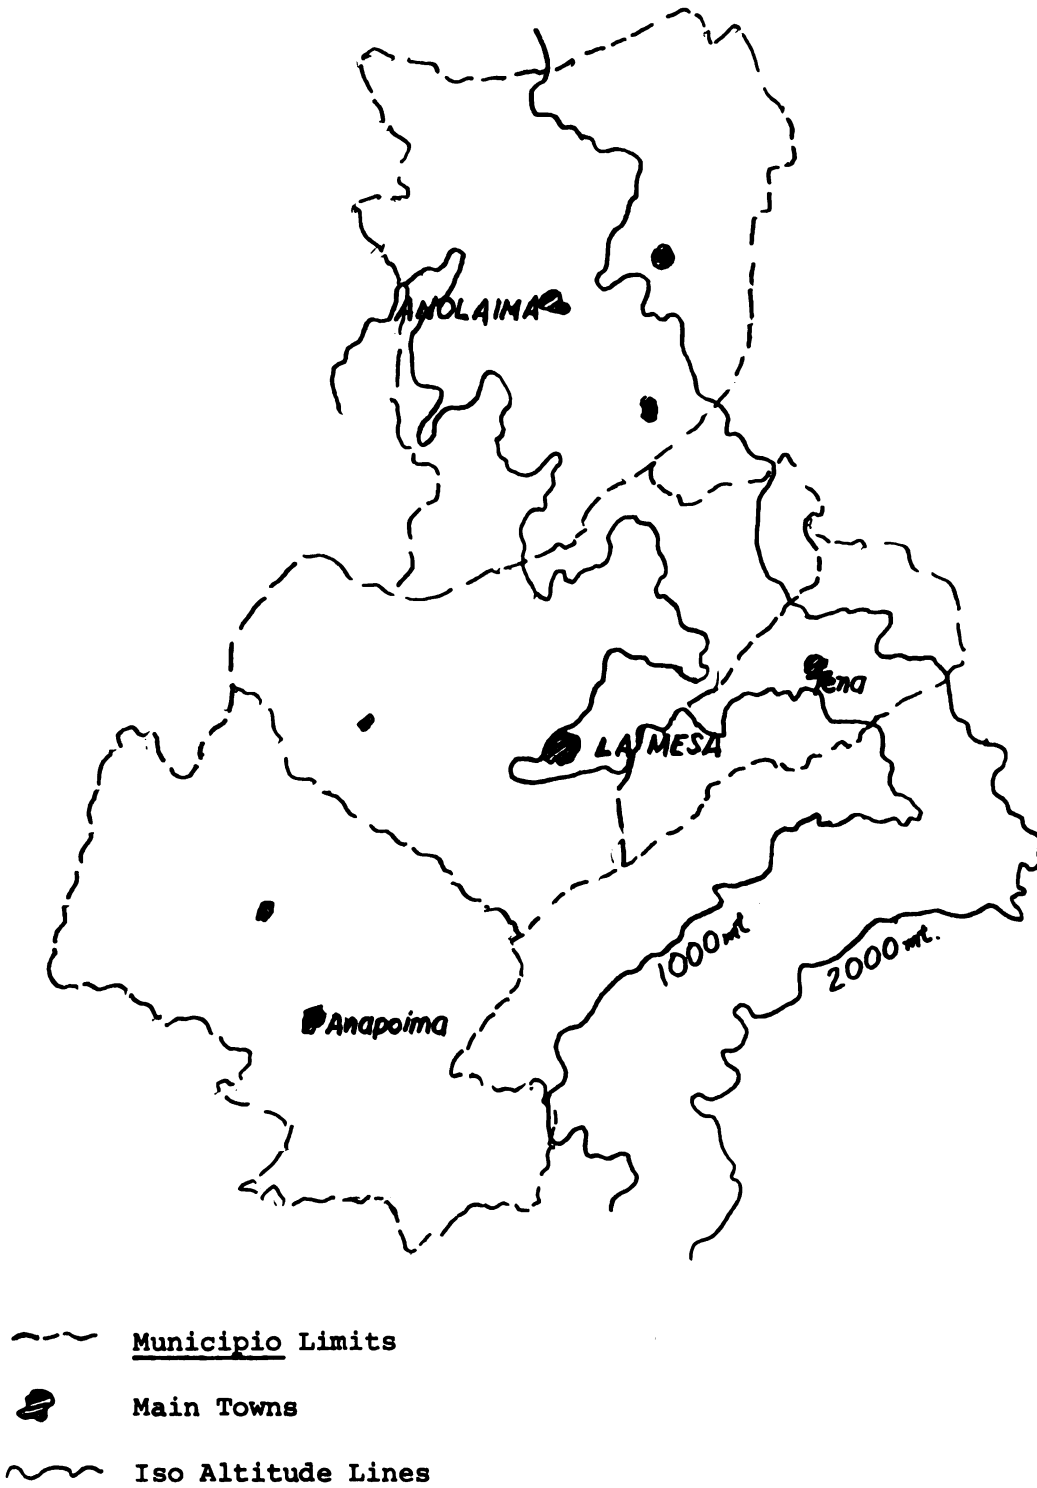 ANOLAIMA
Tena
LA MESA
1000 mt
2000 mt.
Anapoima
Municipio Limits
Main Towns
Iso Altitude Lines